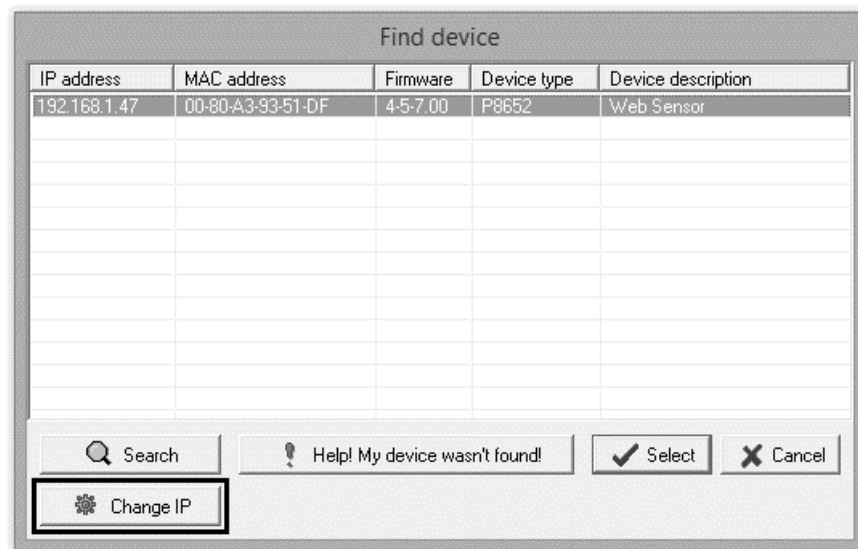 Find device
IP address MAC address Firmware Device type Device description
192.168.1.47 00-80-A3-93-51-DF 4-5-7.00 P8652 Web Sensor
Search Help! My device wasn't found! Select Cancel
Change IP